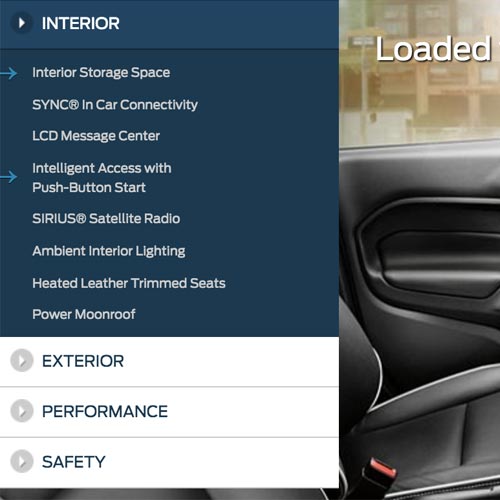 INTERIOR
Loaded
Interior Storage Space
SYNC® In Car Connectivity
LCD Message Center
Intelligent Access with
Push-Button Start
SIRIUS® Satellite Radio
Ambient Interior Lighting
Heated Leather Trimmed Seats
Power Moonroof
EXTERIOR
PERFORMANCE
SAFETY